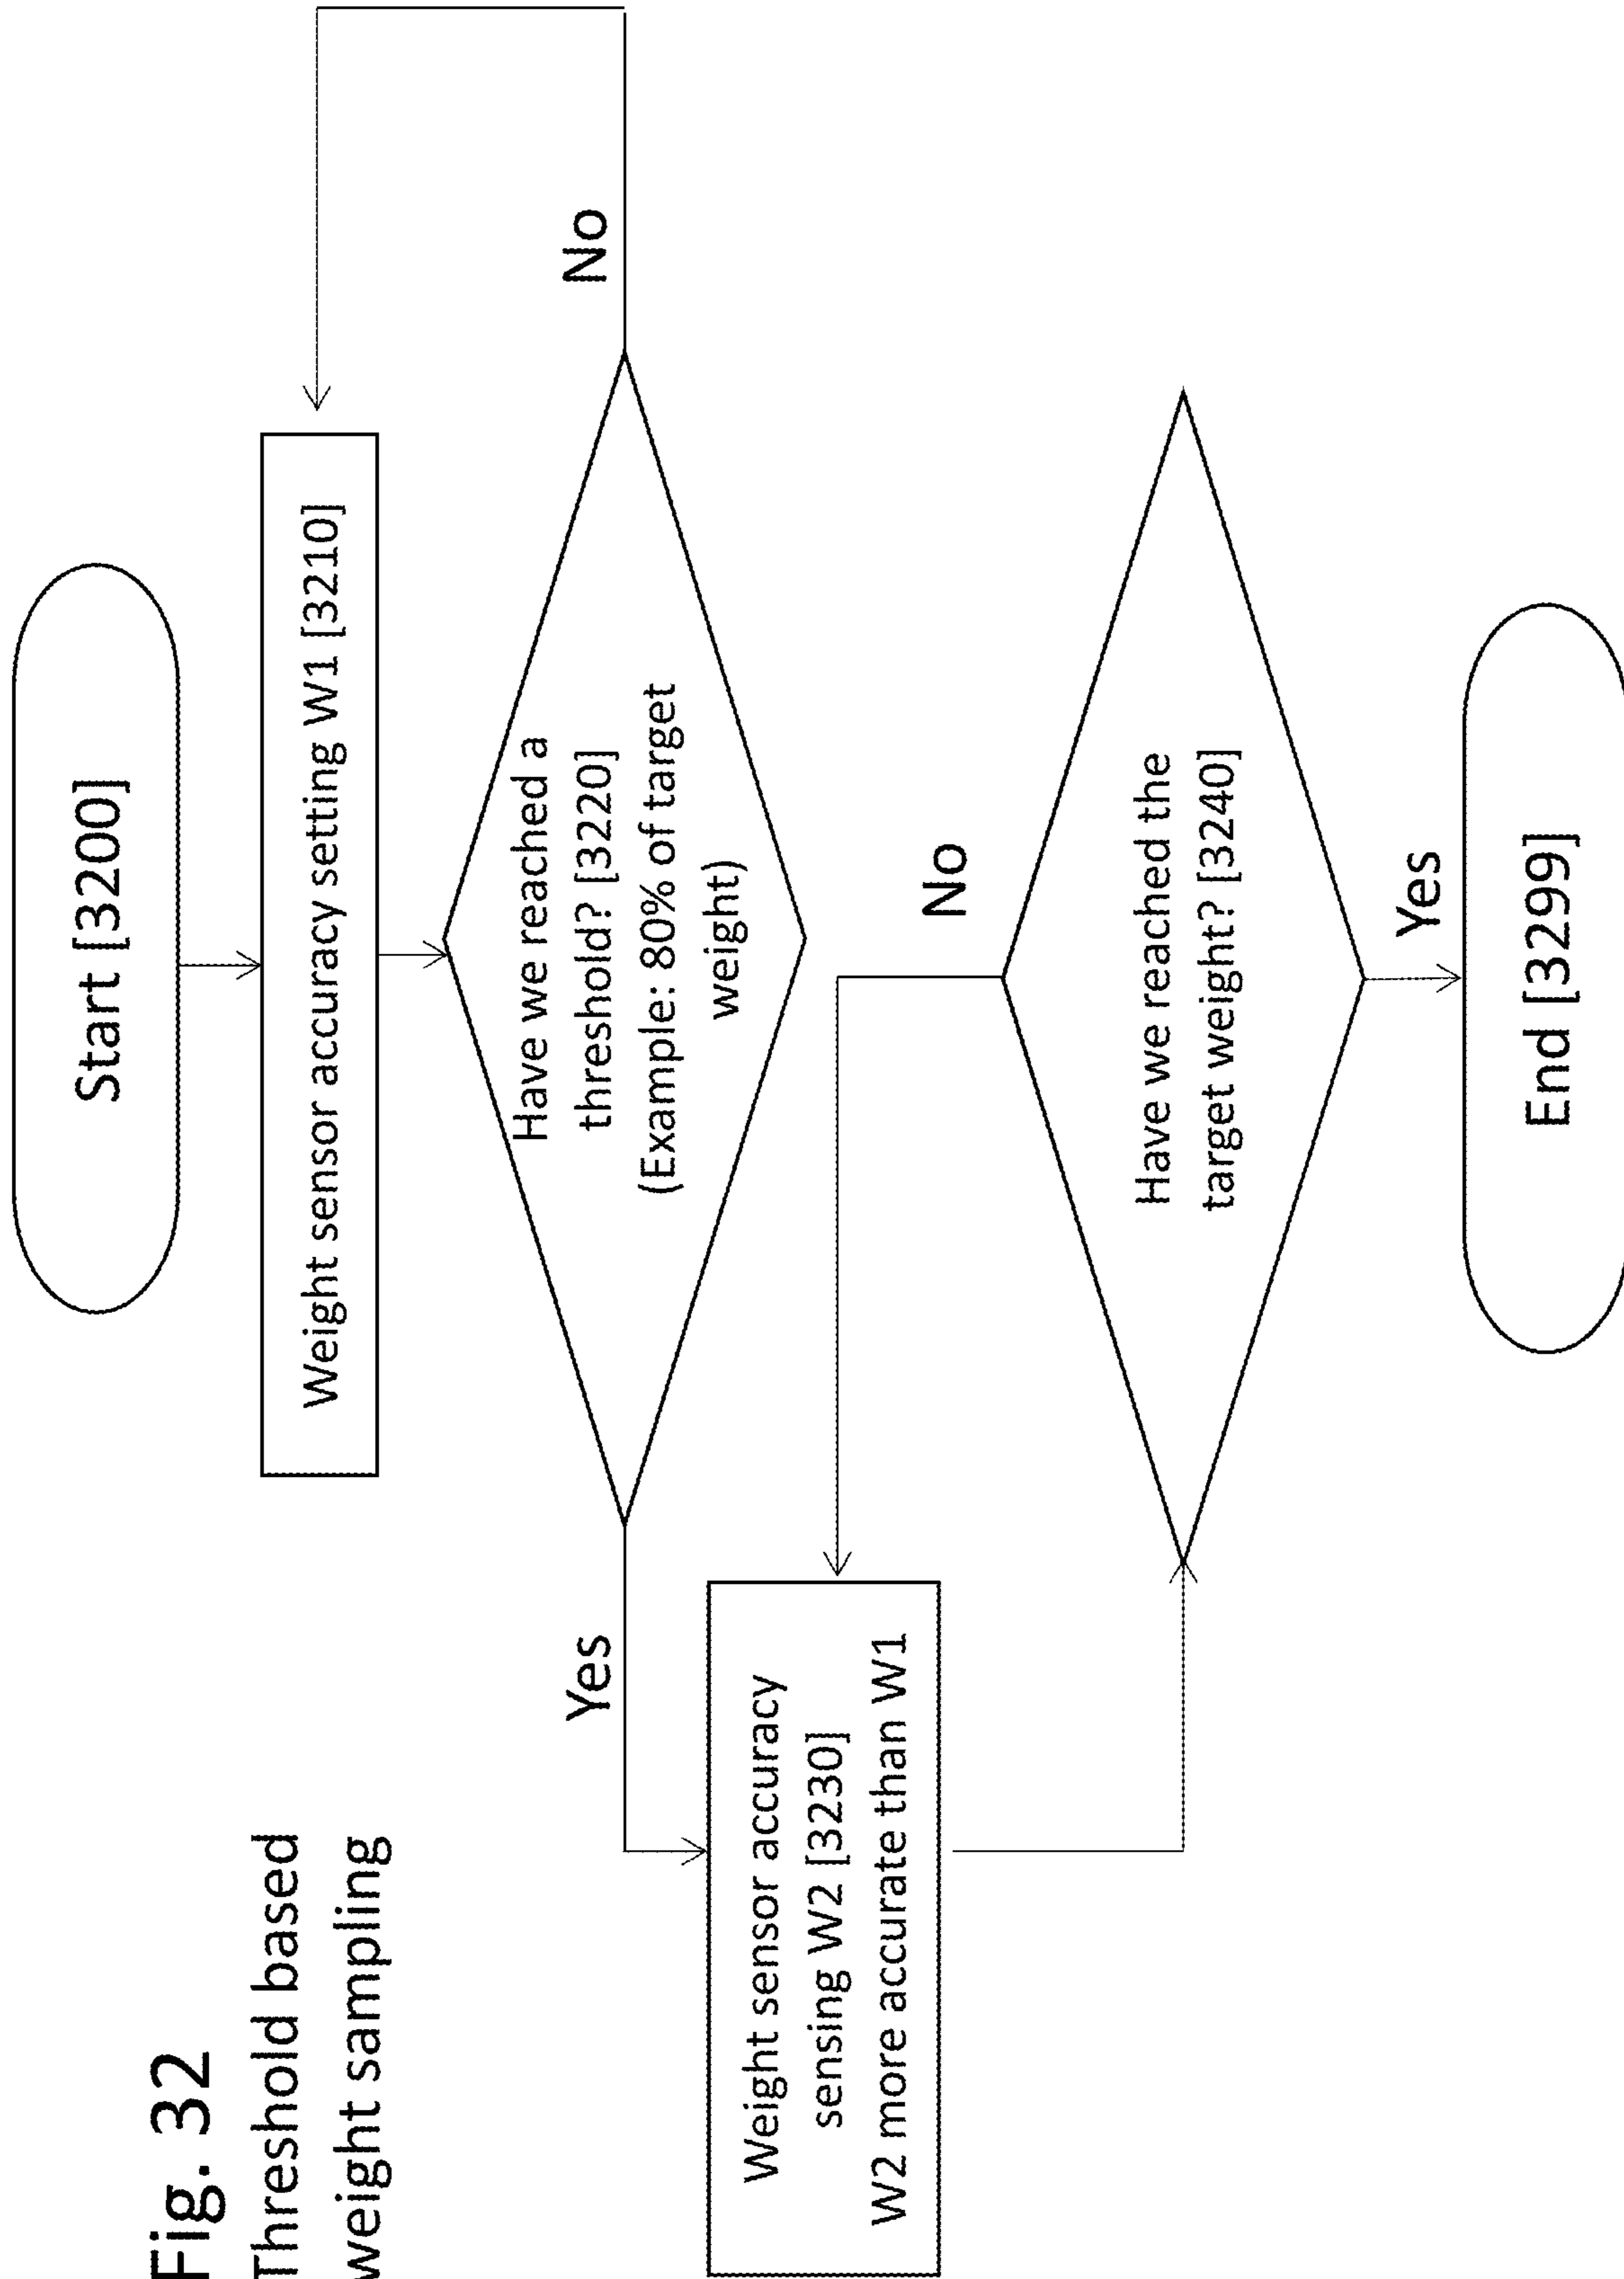 Fig. 32
Threshold based
weight sampling
Start [3200]
Weight sensor accuracy setting W1 [3210]
Have we reached a
threshold? [3220]
(Example: 80% of target
weight)
No
Yes
Weight sensor accuracy
sensing W2 [3230]
W2 more accurate than W1
No
Have we reached the
target weight? [3240]
Yes
End [3299]